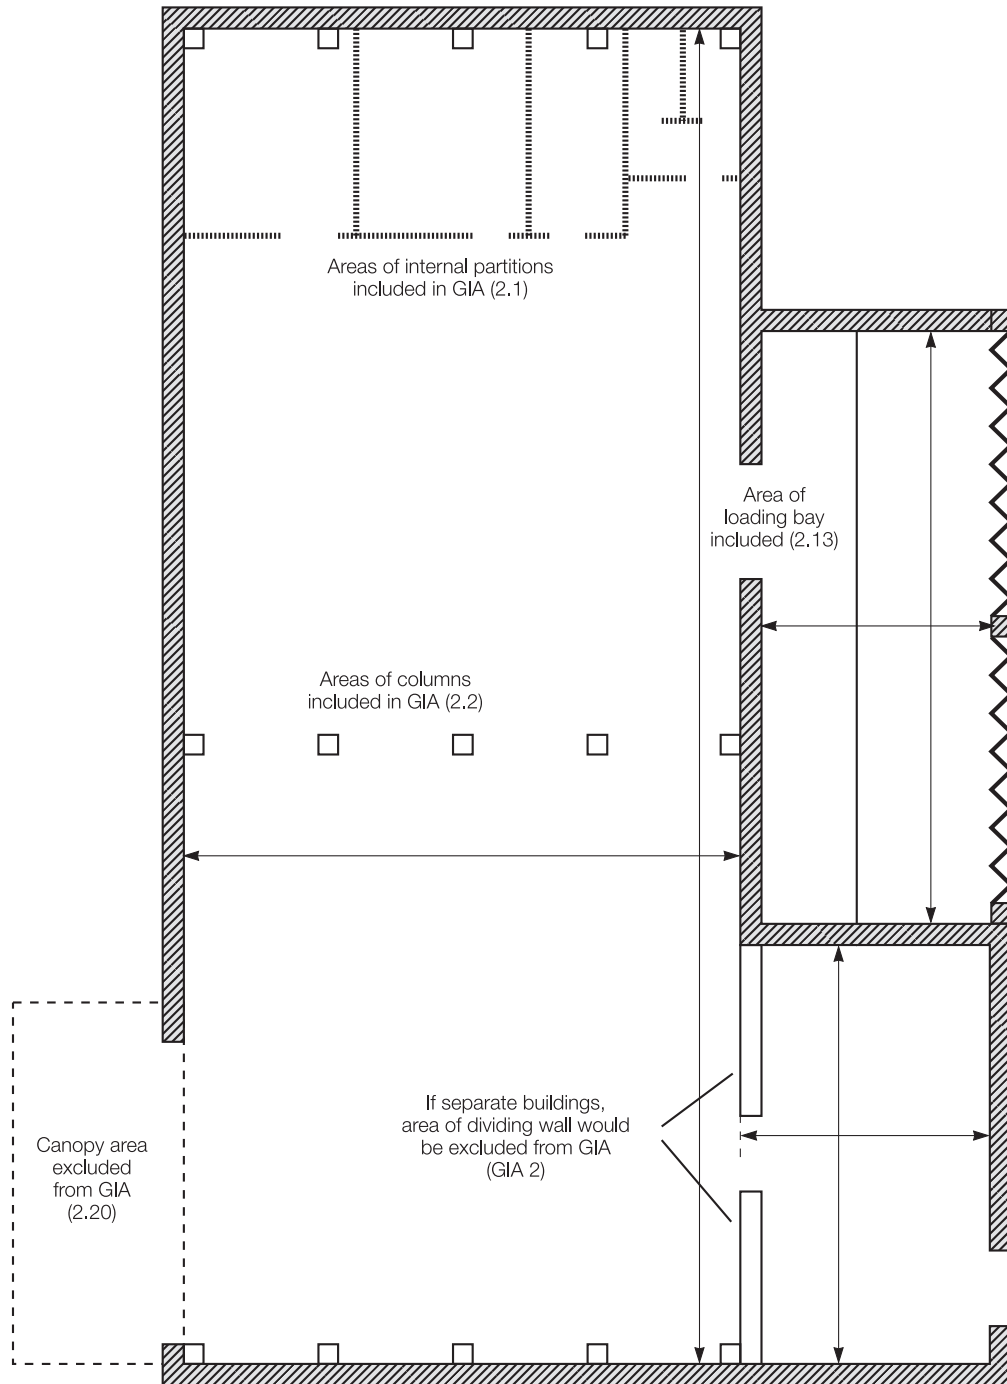 Areas of internal partitions
included in GIA (2.1)
Area of
loading bay
included (2.13)
Areas of columns
included in GIA (2.2)
If separate buildings,
area of dividing wall would
be excluded from GIA
(GIA 2)
Canopy area
excluded
from GIA
(2.20)